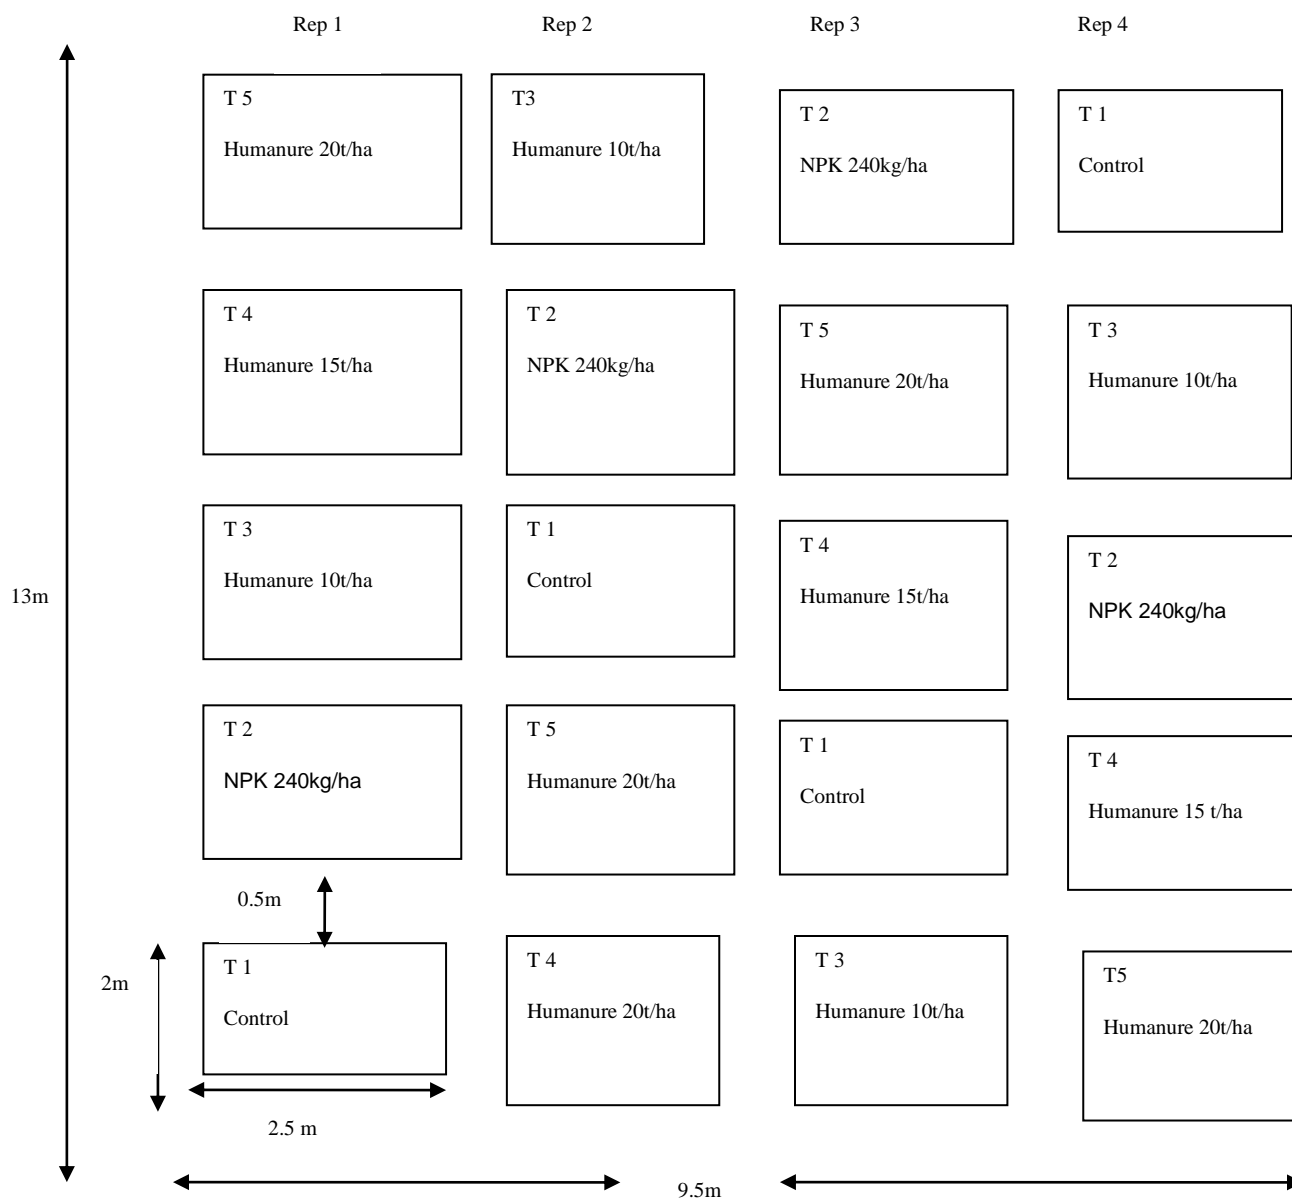 Rep 1
Rep 2
Rep 3
Rep 4
T 5
Humanure 20t/ha
T3
Humanure 10t/ha
T 2
NPK 240kg/ha
T 1
Control
T 4
Humanure 15t/ha
T 2
NPK 240kg/ha
T 5
Humanure 20t/ha
T 3
Humanure 10t/ha
T 3
Humanure 10t/ha
T 1
Control
T 4
Humanure 15t/ha
T 2
NPK 240kg/ha
13m
T 2
NPK 240kg/ha
T 5
Humanure 20t/ha
T 1
Control
T 4
Humanure 15 t/ha
0.5m
T 1
Control
T 4
Humanure 20t/ha
T 3
Humanure 10t/ha
T5
Humanure 20t/ha
2m
2.5 m
9.5m